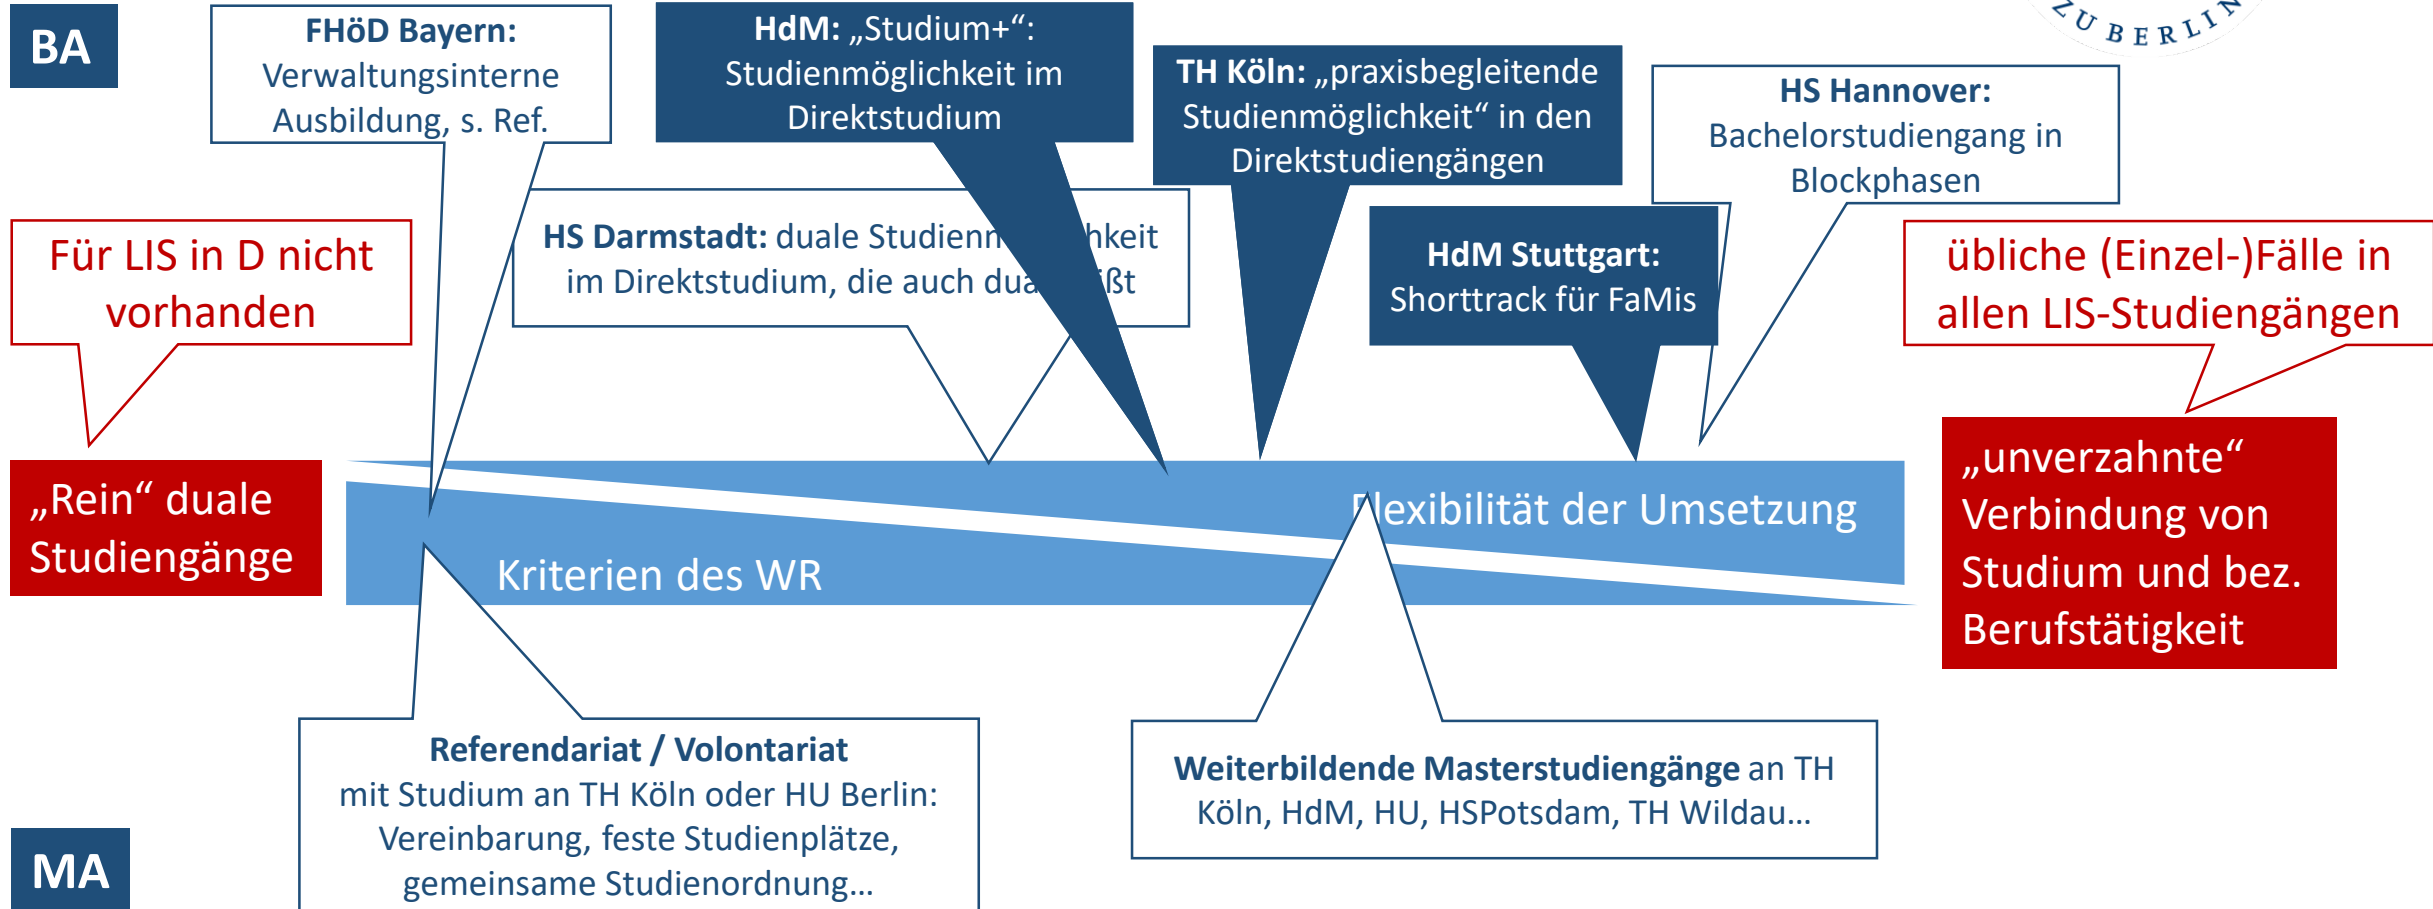 ZU BERLIN
BA
FHöD Bayern:
Verwaltungsinterne
Ausbildung, s. Ref.
HdM: „Studium+“:
Studienmöglichkeit im
Direktstudium
TH Köln: „praxisbegleitende
Studienmöglichkeit“ in den
Direktstudiengängen
HS Hannover:
Bachelorstudiengang in
Blockphasen
Für LIS in D nicht
vorhanden
HS Darmstadt: duale
im Direktstudium, die auch
HdM Stuttgart:
Shorttrack für FaMis
übliche (Einzel-)Fälle in
allen LIS-Studiengängen
„Rein“ duale
Studiengänge
Flexibilität der Umsetzung
Kriterien des WR
„unverzahnte“
Verbindung von
Studium und bez.
Berufstätigkeit
Referendariat / Volontariat
mit Studium an TH Köln oder HU Berlin:
Vereinbarung, feste Studienplätze,
gemeinsame Studienordnung…
Weiterbildende Masterstudiengänge an TH
Köln, HdM, HU, HSPotsdam, TH Wildau…
MA